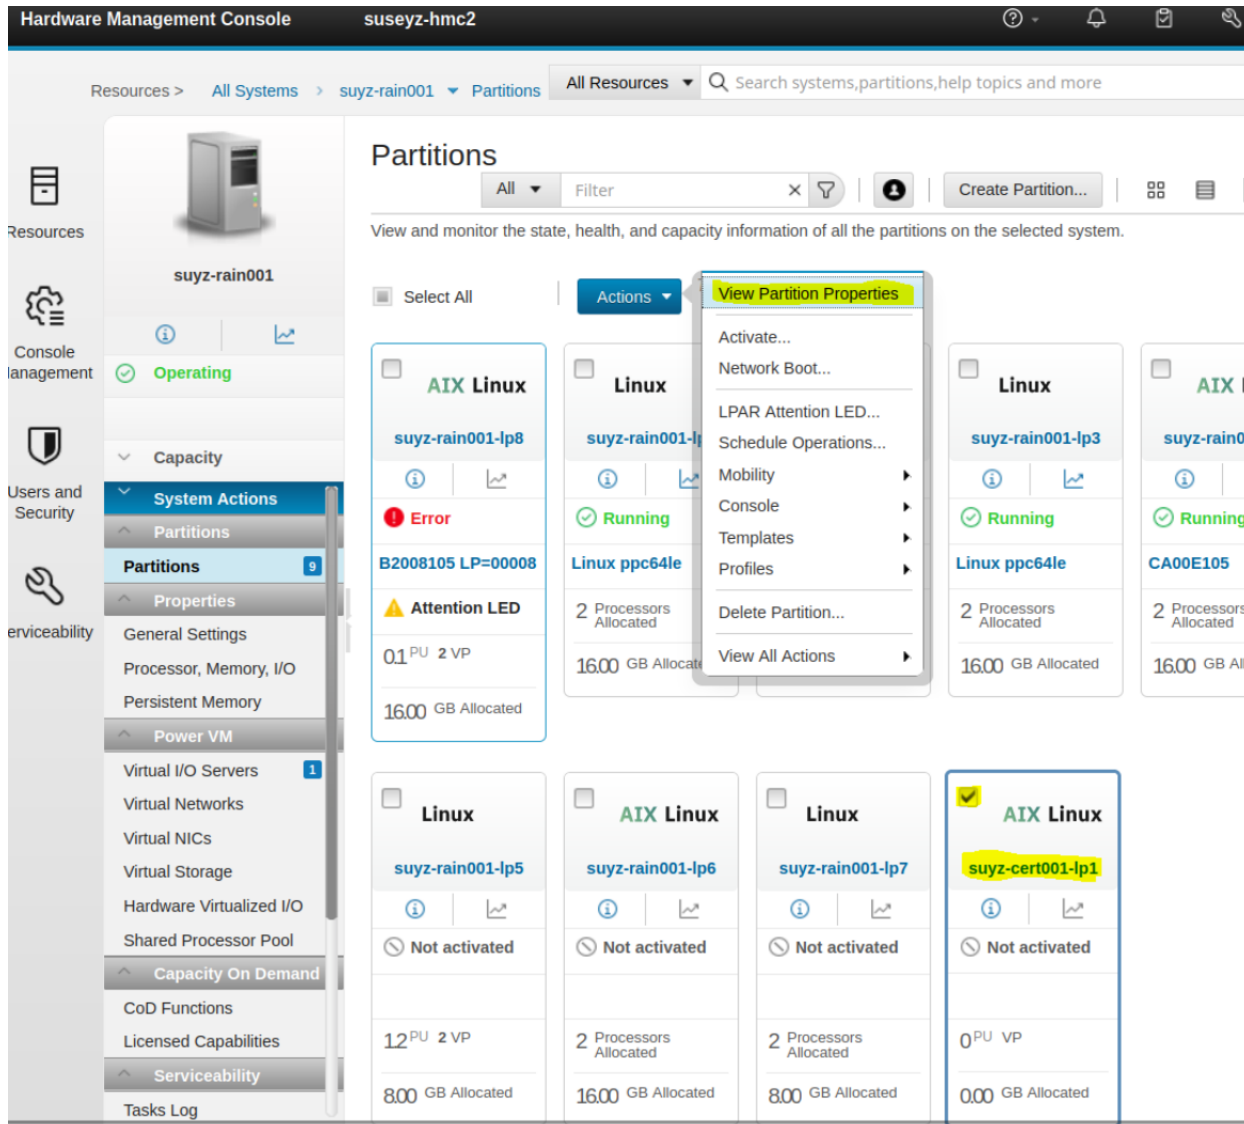 Hardware Management Console suseyz-hmc2
Resources > All Systems > suyz-rain001 Partitions All Resources Search systems,partitions,help topics and more
Resources
Console
Management
Users and
Security
Serviceability
suyz-rain001
Operating
Capacity
System Actions
Partitions
Partitions 9
Properties
General Settings
Processor, Memory, I/O
Persistent Memory
Power VM
Virtual I/O Servers 1
Virtual Networks
Virtual NICs
Virtual Storage
Hardware Virtualized I/O
Shared Processor Pool
Capacity On Demand
CoD Functions
Licensed Capabilities
Serviceability
Tasks Log
Partitions
All Filter Create Partition...
View and monitor the state, health, and capacity information of all the partitions on the selected system.
Select All Actions
View Partition Properties
Activate...
Network Boot...
LPAR Attention LED...
Schedule Operations...
Mobility
Console
Templates
Profiles
Delete Partition...
View All Actions
AIX Linux
suyz-rain001-lp8
Error
B2008105 LP=00008
Attention LED
0.1 PU 2 VP
16.00 GB Allocated
Linux
suyz-rain001-lp
Running
Linux ppc64le
2 Processors
Allocated
16.00 GB Allocate
Linux
suyz-rain001-lp3
Running
Linux ppc64le
2 Processors
Allocated
16.00 GB Allocated
AIX
suyz-rain0
Running
CA00E105
2 Processors
Allocated
16.00 GB Al
Linux
suyz-rain001-lp5
Not activated
1.2 PU 2 VP
8.00 GB Allocated
AIX Linux
suyz-rain001-lp6
Not activated
2 Processors
Allocated
16.00 GB Allocated
Linux
suyz-rain001-lp7
Not activated
2 Processors
Allocated
8.00 GB Allocated
AIX Linux
suyz-cert001-lp1
Not activated
0 PU VP
0.00 GB Allocated